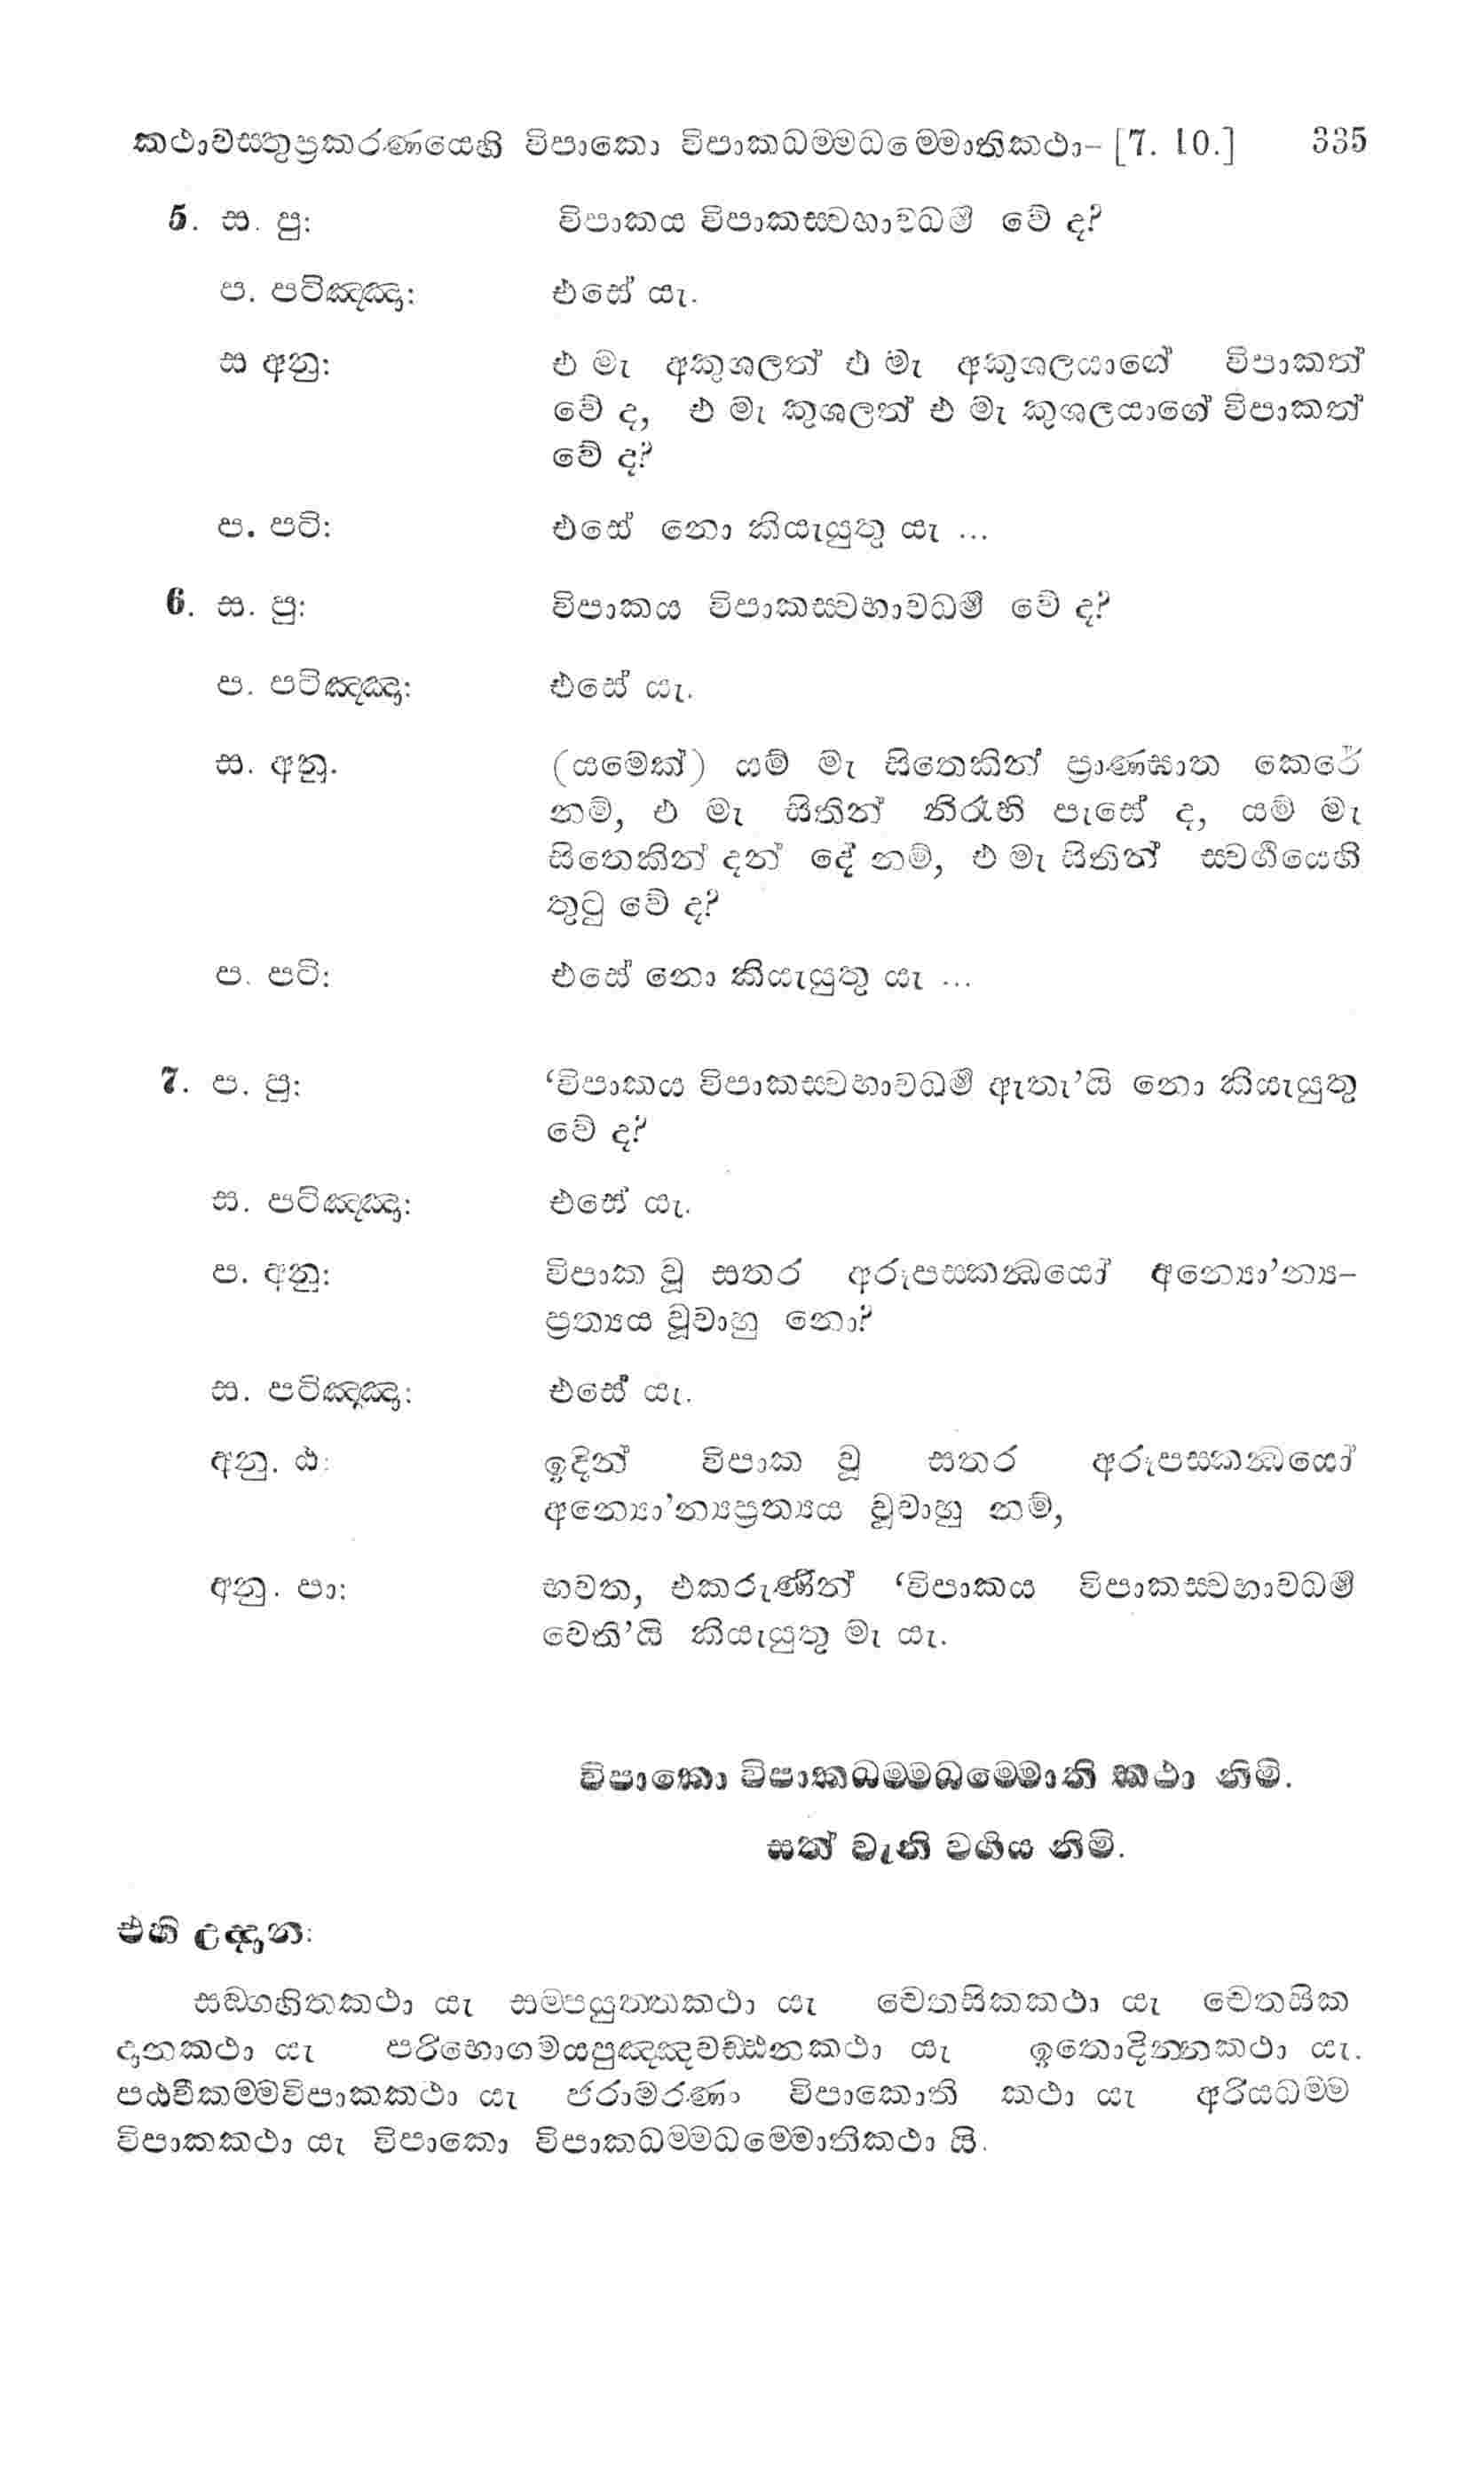 කථාවස‍්තුප්‍රකරණයෙහි විපාකො විපාකධම‍්මධම‍්මොතිකථා- [7. 10.] 335
5. ස. පු: විපාකය විපාකස‍්වභාවධර්‍ම වේ ද?
ප. පටිඤ‍්ඤා: එසේ යැ.
ස අනු: එ මැ අකුශලත් එ මැ අකුශලයාගේ විපාකත්
වේ ද, එ මැ කුශලත් එ මැ කුශලයාගේ විපාකත්
වේ ද?
ප. පටි: එසේ නො කියැයුතු යැ ...
6. ස. පු: විපාකය විපාකස‍්වභාවධර්‍ම වේ ද?
ප. පටිඤ‍්ඤා: එසේ යැ.
ස. අනු. (යමෙක්) යම් මැ සිතෙකින් ප්‍රාණඝාත කෙරේ
නම්, එ මැ සිතින් නිරැහි පැසේ ද, යම් මැ
සිතෙකින් දන් දේ නම්, එ මැ සිතින් ස‍්වර්‍ගයෙහි
තුටු වේ ද?
ප. පටි: එසේ නො කියැයුතු යැ ...
7. ප. පු: ‘විපාකය විපාකස‍්වභාවධර්‍ම ඇතැ’යි නො කියැයුතු
වේ ද?
ස. පටිඤ‍්ඤා: එසේ යැ.
ප. අනු: විපාක වූ සතර අරූපස‍්කන්‍ධයෝ අන්‍යො’න්‍ය-
ප්‍රත්‍යය වූවාහු නො?
ස. පටිඤ‍්ඤා: එසේ යැ.
අනු. ඨ: ඉදින් විපාක වූ සතර අරූපස‍්කන්‍ධයෝ
අන්‍යො’න්‍යප්‍රත්‍යය වූවාහු නම්,
අනු. පා: භවත, එකරුණින් ‘විපාකය විපාකස‍්වභාවධර්‍ම
වෙති’යි කියැයුතු මැ යැ.
විපාකො විපාකධම‍්මධම‍්මොති කථා නිමි.
සත් වැනි වර්‍ගය නිමි.
එහි උද්‍දාන:
සඞ‍්ගහිතකථා යැ සම‍්පයුත‍්තකථා යැ චෙතසිකකථා යැ චෙතසික
දානකථා යැ පරිභොගමයපුඤ‍්ඤවඩ‍්ඪනකථා යැ ඉතොදින‍්නකථා යැ.
පඨවීකම‍්මවිපාකකථා යැ ජරාමරණං විපාකොති කථා යැ අරියධම‍්ම
විපාකකථා යැ විපාකො විපාකධම‍්මධම‍්මොතිකථා යි.